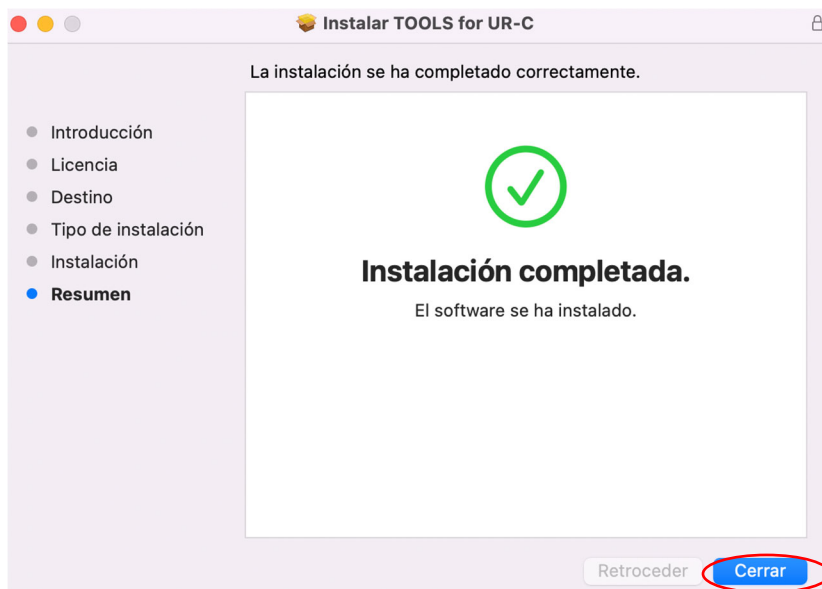 Instalar TOOLS for UR-C
La instalación se ha completado correctamente.
Introducción
Licencia
Destino
Tipo de instalación
Instalación
Resumen
Instalación completada.
El software se ha instalado.
Retroceder
Cerrar